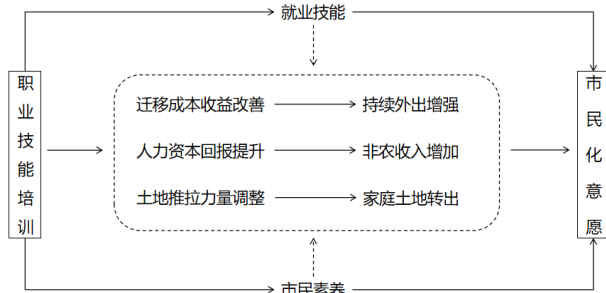 就业技能
职业技能培训
迁移成本收益改善
持续外出增强
人力资本回报提升
非农收入增加
土地推拉力量调整
家庭土地转出
市民化意愿
市民素养